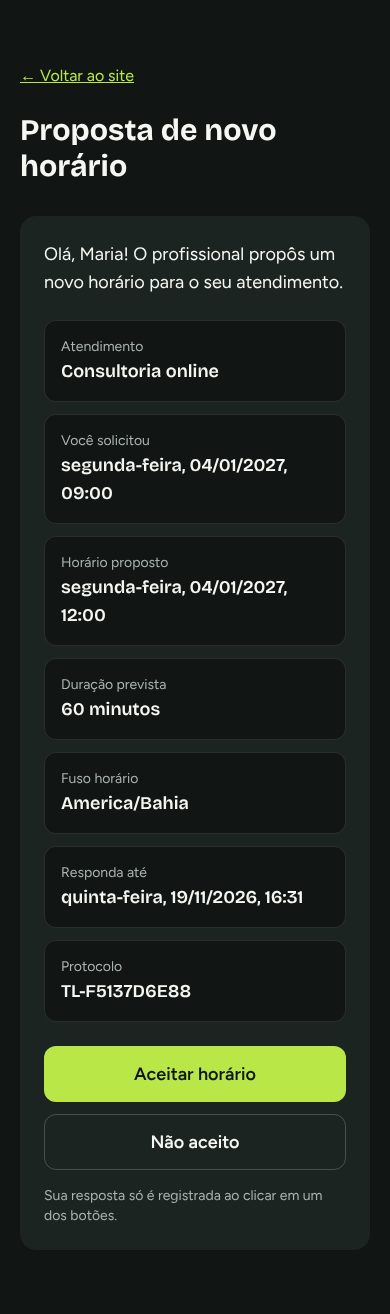 ← Voltar ao site
Proposta de novo
horário
Olá, Maria! O profissional propôs um
novo horário para o seu atendimento.
Atendimento
Consultoria online
Você solicitou
segunda-feira, 04/01/2027,
09:00
Horário proposto
segunda-feira, 04/01/2027,
12:00
Duração prevista
60 minutos
Fuso horário
America/Bahia
Responda até
quinta-feira, 19/11/2026, 16:31
Protocolo
TL-F5137D6E88
Aceitar horário
Não aceito
Sua resposta só é registrada ao clicar em um
dos botões.